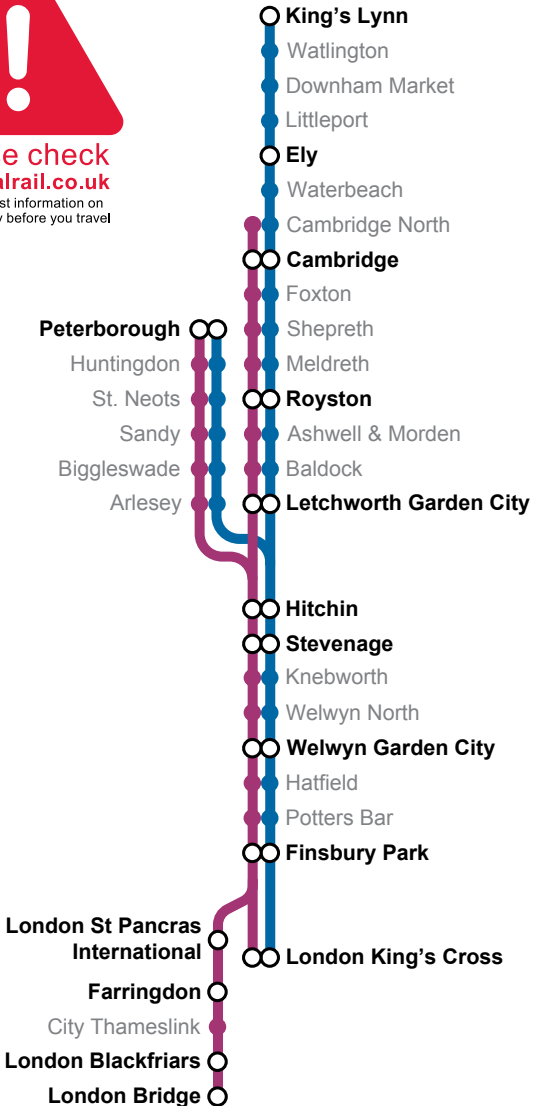 !
check
alrail.co.uk
information on
before you travel
King's Lynn
Watlington
Downham Market
Littleport
Ely
Waterbeach
Cambridge North
Cambridge
Foxton
Shepreth
Meldreth
Royston
Ashwell & Morden
Baldock
Letchworth Garden City
Peterborough
Huntingdon
St. Neots
Sandy
Biggleswade
Arlesey
Hitchin
Stevenage
Knebworth
Welwyn North
Welwyn Garden City
Hatfield
Potters Bar
Finsbury Park
London St Pancras
International
London King's Cross
Farringdon
City Thameslink
London Blackfriars
London Bridge